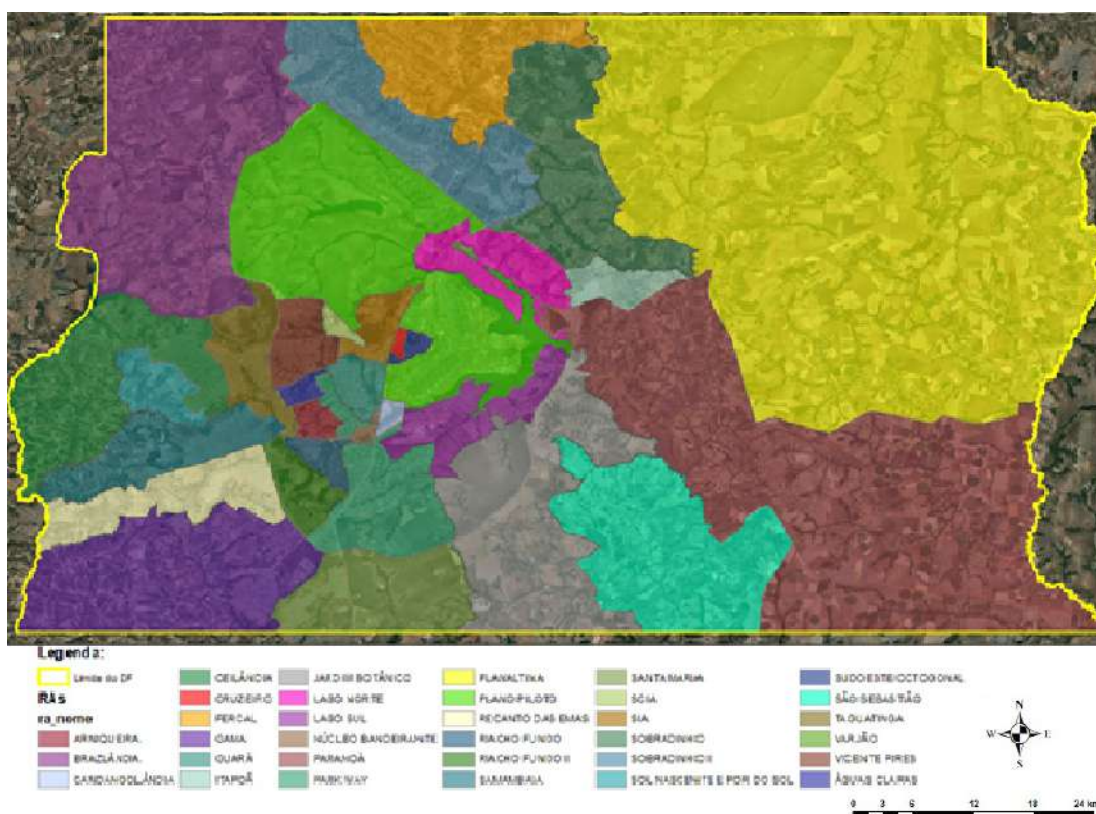 Legenda:
Limite do DF
RAs
ra_nome
ARNIQUEIRA
BRAZLÂNDIA
CANDANGOLÂNDIA
CEILÂNDIA
CRUZEIRO
FERCAL
GAMA
GUARÁ
ITAPOÃ
JARDIM BOTÂNICO
LAGO NORTE
LAGO SUL
NÚCLEO BANDEIRANTE
PARANOÁ
PARK WAY
PLANALTINA
PLANO PILOTO
RECANTO DAS EMAS
RIACHO FUNDO
RIACHO FUNDO II
SAMAMBAIA
SANTA MARIA
SCIA
SIA
SOBRADINHO
SOBRADINHO II
SOL NASCENTE E POR DO SOL
SUDOESTE/OCTOGONAL
SÃO SEBASTIÃO
TAGUATINGA
VARJÃO
VICENTE PIRES
ÁGUAS CLARAS
N
W E
S
0 3 6 12 18 24 km